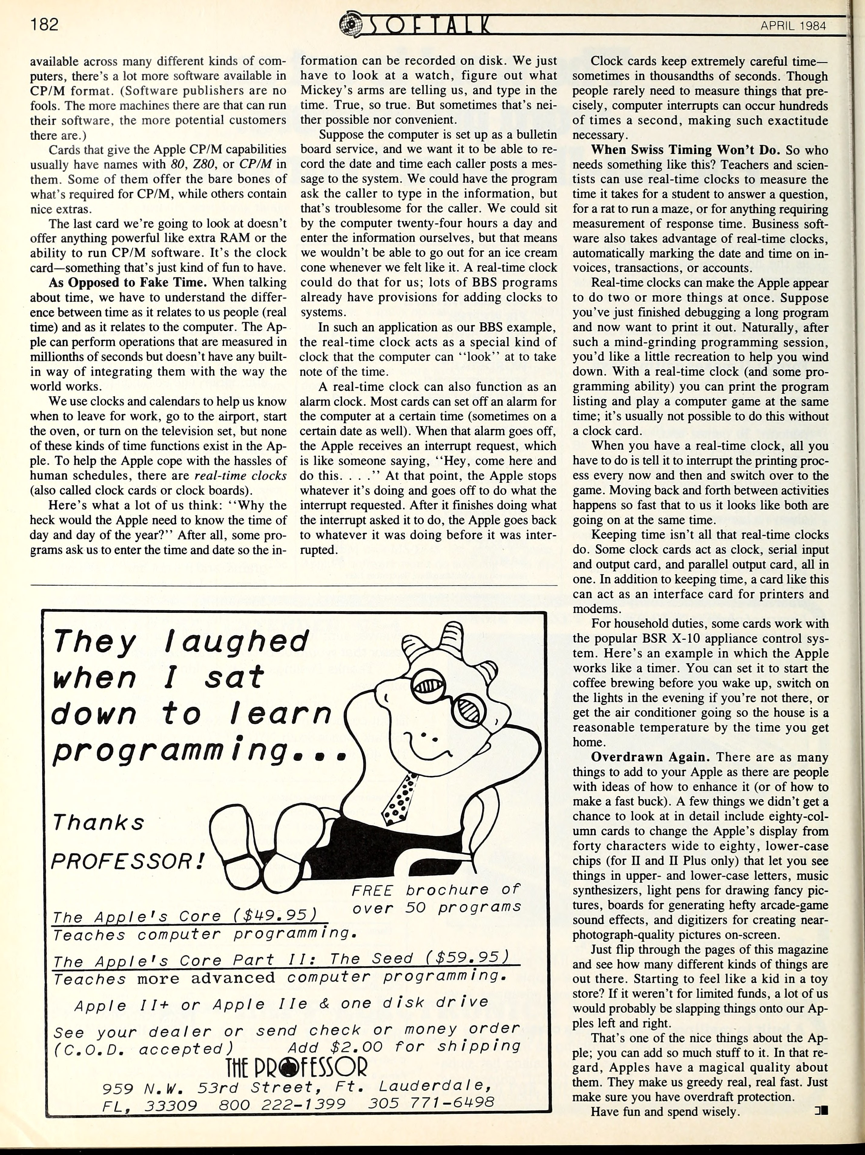 182
SOFTALK
APRIL 1984
available across many different kinds of com-
puters, there's a lot more software available in
CP/M format. (Software publishers are no
fools. The more machines there are that can run
their software, the more potential customers
there are.)
Cards that give the Apple CP/M capabilities
usually have names with 80, Z80, or CP/M in
them. Some of them offer the bare bones of
what's required for CP/M, while others contain
nice extras.
The last card we're going to look at doesn't
offer anything powerful like extra RAM or the
ability to run CP/M software. It's the clock
card—something that's just kind of fun to have.
As Opposed to Fake Time. When talking
about time, we have to understand the differ-
ence between time as it relates to us people (real
time) and as it relates to the computer. The Ap-
ple can perform operations that are measured in
millionths of seconds but doesn't have any built-
in way of integrating them with the way the
world works.
We use clocks and calendars to help us know
when to leave for work, go to the airport, start
the oven, or turn on the television set, but none
of these kinds of time functions exist in the Ap-
ple. To help the Apple cope with the hassles of
human schedules, there are real-time clocks
(also called clock cards or clock boards).
Here's what a lot of us think: "Why the
heck would the Apple need to know the time of
day and day of the year?" After all, some pro-
grams ask us to enter the time and date so the in-
formation can be recorded on disk. We just
have to look at a watch, figure out what
Mickey's arms are telling us, and type in the
time. True, so true. But sometimes that's nei-
ther possible nor convenient.
Suppose the computer is set up as a bulletin
board service, and we want it to be able to re-
cord the date and time each caller posts a mes-
sage to the system. We could have the program
ask the caller to type in the information, but
that's troublesome for the caller. We could sit
by the computer twenty-four hours a day and
enter the information ourselves, but that means
we wouldn't be able to go out for an ice cream
cone whenever we felt like it. A real-time clock
could do that for us; lots of BBS programs
already have provisions for adding clocks to
systems.
In such an application as our BBS example,
the real-time clock acts as a special kind of
clock that the computer can "look" at to take
note of the time.
A real-time clock can also function as an
alarm clock. Most cards can set off an alarm for
the computer at a certain time (sometimes on a
certain date as well). When that alarm goes off,
the Apple receives an interrupt request, which
is like someone saying, "Hey, come here and
do this. . . ." At that point, the Apple stops
whatever it's doing and goes off to do what the
interrupt requested. After it finishes doing what
the interrupt asked it to do, the Apple goes back
to whatever it was doing before it was inter-
rupted.
Clock cards keep extremely careful time—
sometimes in thousandths of seconds. Though
people rarely need to measure things that pre-
cisely, computer interrupts can occur hundreds
of times a second, making such exactitude
necessary.
When Swiss Timing Won't Do. So who
needs something like this? Teachers and scien-
tists can use real-time clocks to measure the
time it takes for a student to answer a question,
for a rat to run a maze, or for anything requiring
measurement of response time. Business soft-
ware also takes advantage of real-time clocks,
automatically marking the date and time on in-
voices, transactions, or accounts.
Real-time clocks can make the Apple appear
to do two or more things at once. Suppose
you've just finished debugging a long program
and now want to print it out. Naturally, after
such a mind-grinding programming session,
you'd like a little recreation to help you wind
down. With a real-time clock (and some pro-
gramming ability) you can print the program
listing and play a computer game at the same
time; it's usually not possible to do this without
a clock card.
When you have a real-time clock, all you
have to do is tell it to interrupt the printing proc-
ess every now and then and switch over to the
game. Moving back and forth between activities
happens so fast that to us it looks like both are
going on at the same time.
Keeping time isn't all that real-time clocks
do. Some clock cards act as clock, serial input
and output card, and parallel output card, all in
one. In addition to keeping time, a card like this
can act as an interface card for printers and
modems.
For household duties, some cards work with
the popular BSR X-10 appliance control sys-
tem. Here's an example in which the Apple
works like a timer. You can set it to start the
coffee brewing before you wake up, switch on
the lights in the evening if you're not there, or
get the air conditioner going so the house is a
reasonable temperature by the time you get
home.
Overdrawn Again. There are as many
things to add to your Apple as there are people
with ideas of how to enhance it (or of how to
make a fast buck). A few things we didn't get a
chance to look at in detail include eighty-col-
umn cards to change the Apple's display from
forty characters wide to eighty, lower-case
chips (for II and II Plus only) that let you see
things in upper- and lower-case letters, music
synthesizers, light pens for drawing fancy pic-
tures, boards for generating hefty arcade-game
sound effects, and digitizers for creating near-
photograph-quality pictures on-screen.
Just flip through the pages of this magazine
and see how many different kinds of things are
out there. Starting to feel like a kid in a toy
store? If it weren't for limited funds, a lot of us
would probably be slapping things onto our Ap-
ples left and right.
That's one of the nice things about the Ap-
ple; you can add so much stuff to it. In that re-
gard, Apples have a magical quality about
them. They make us greedy real, real fast. Just
make sure you have overdraft protection.
Have fun and spend wisely.
They laughed
when I sat
down to learn
programming...
Thanks
PROFESSOR!
FREE brochure of
over 50 programs
The Apple's Core ($49.95)
Teaches computer programming.
The Apple's Core Part II: The Seed ($59.95)
Teaches more advanced computer programming.
Apple II+ or Apple IIe & one disk drive
See your dealer or send check or money order
(C.O.D. accepted) Add $2.00 for shipping
THE PROFESSOR
959 N.W. 53rd Street, Ft. Lauderdale,
FL, 33309 800 222-1399 305 771-6498